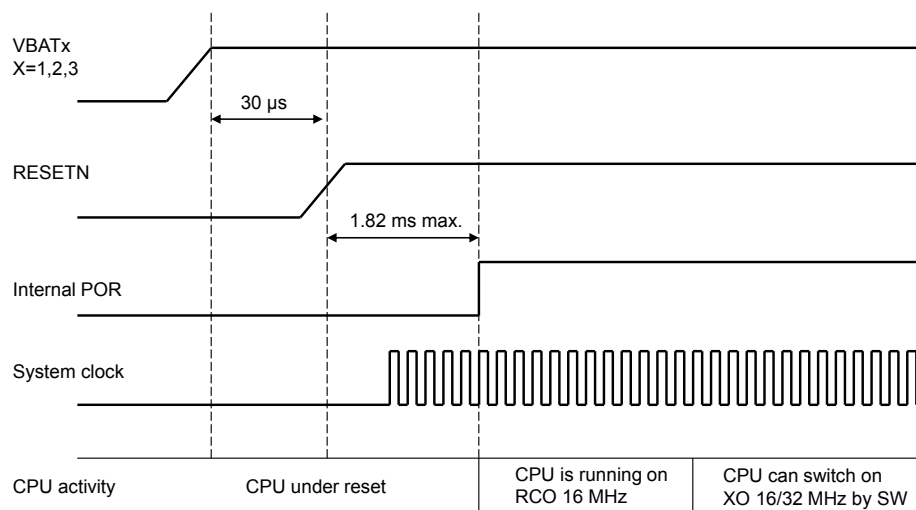 VBATx
X=1,2,3
30 µs
RESETN
1.82 ms max.
Internal POR
System clock
CPU activity
CPU under reset
CPU is running on
RCO 16 MHz
CPU can switch on
XO 16/32 MHz by SW